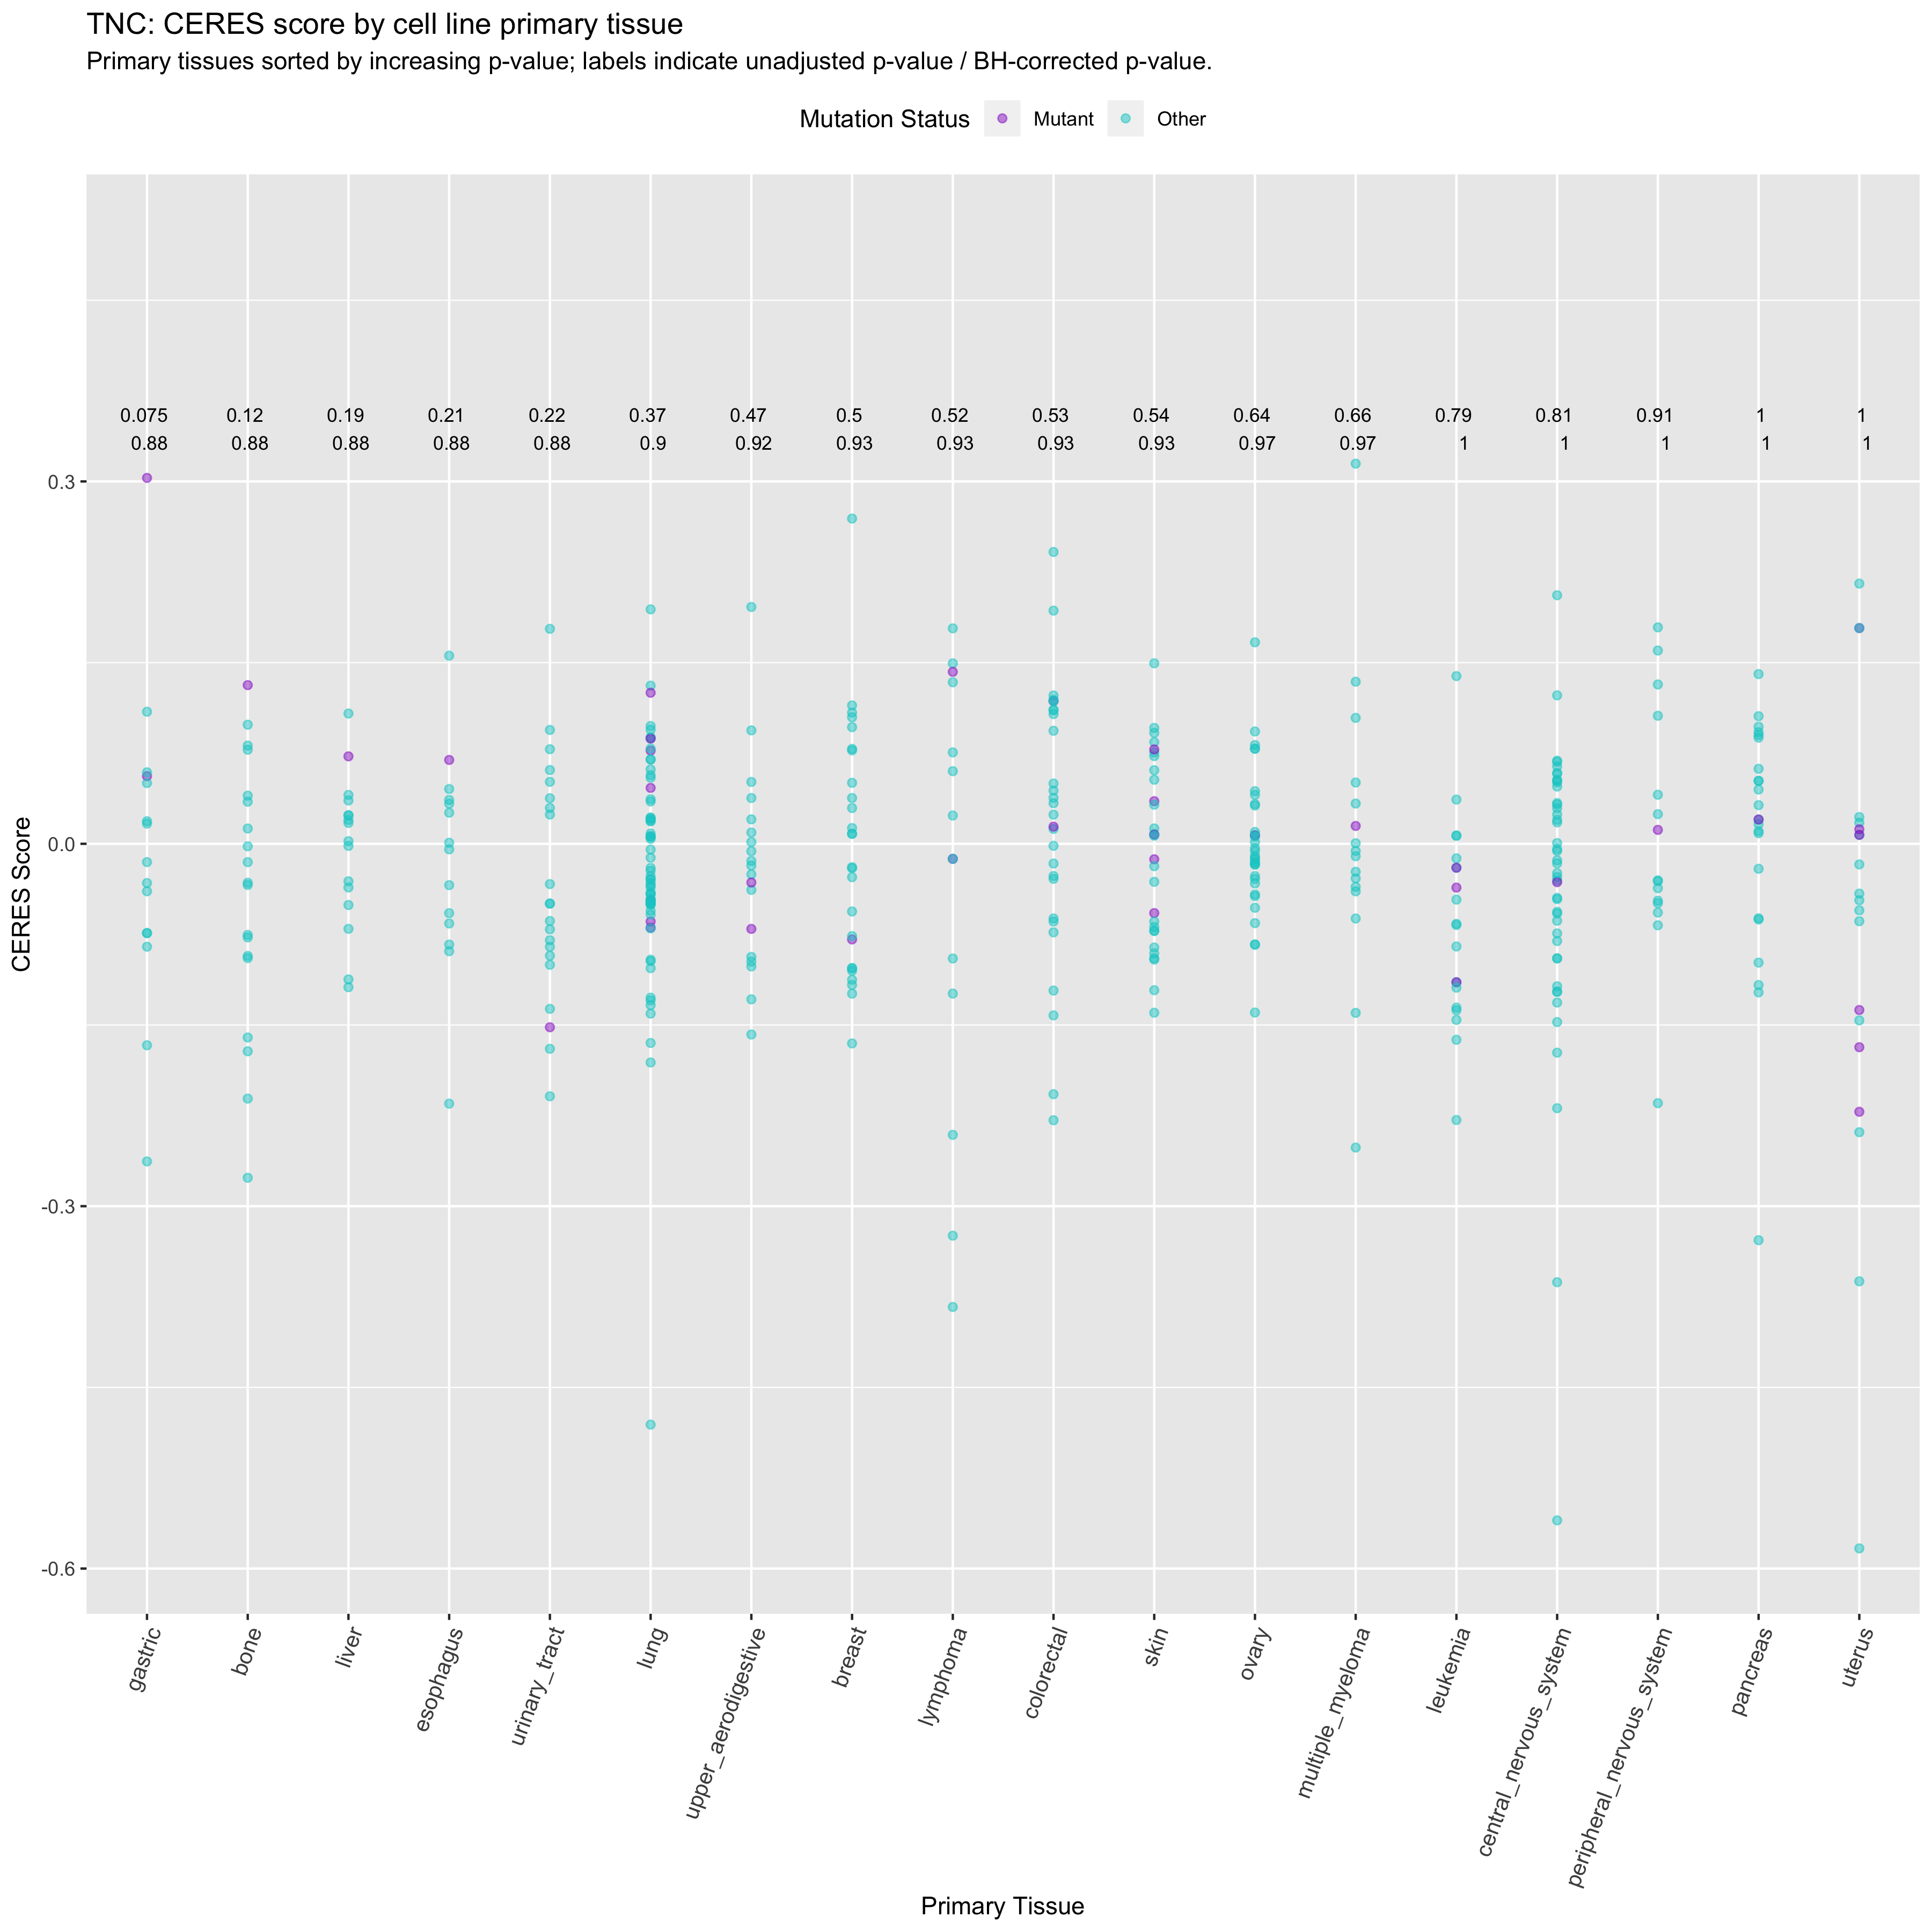 TNC: CERES score by cell line primary tissue
Primary tissues sorted by increasing p-value; labels indicate unadjusted p-value / BH-corrected p-value.
Mutation Status Mutant Other
0.075 0.12 0.19 0.21 0.22 0.37 0.47 0.5 0.52 0.53 0.54 0.64 0.66 0.79 0.81 0.91 1 1
0.88 0.88 0.88 0.88 0.88 0.9 0.92 0.93 0.93 0.93 0.93 0.97 0.97 1 1 1 1 1
0.3
0.0
-0.3
-0.6
CERES Score
gastric
bone
liver
esophagus
urinary_tract
lung
upper_aerodigestive
breast
lymphoma
colorectal
skin
ovary
multiple_myeloma
leukemia
central_nervous_system
peripheral_nervous_system
pancreas
uterus
Primary Tissue